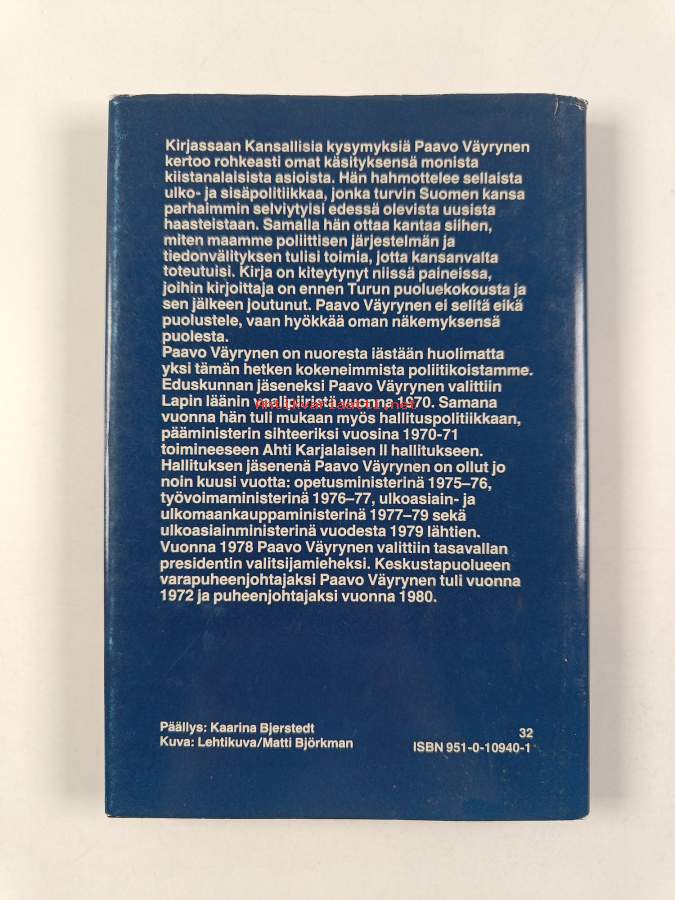 Kirjassaan Kansallisia kysymyksiä Paavo Väyrynen
kertoo rohkeasti omat käsityksensä monista
kiistanalalaisista asioista. Hän hahmottelee sellaista
ulko- ja sisäpolitiikkaa, jonka turvin Suomen kansa
parhaimmin selviytyisi edessä olevista uusista
haasteistaan. Samalla hän ottaa kantaa siihen,
miten maamme poliittisen järjestelmän ja
tiedonvälityksen tulisi toimia, jotta kansanvalta
toteutuisi. Kirja on kiteytynyt niissä paineissa,
joihin kirjoittaja on ennen Turun puoluekokousta ja
sen jälkeen joutunut. Paavo Väyrynen ei selitä eikä
puolustele, vaan hyökkää oman näkemyksensä
puolesta.
Paavo Väyrynen on nuoresta iästään huolimatta
yksi tämän hetken kokeneimmista poliitikoistamme.
Eduskunnan jäseneksi Paavo Väyrynen valittiin
Lapin läänin vaalipiiristä vuonna 1970. Samana
antikvariaatti.net
vuonna hän tuli mukaan myös hallituspolitiikkaan,
pääministerin sihteeriksi vuosina 1970-71
toimineeseen Ahti Karjalaisen II hallitukseen.
Hallituksen jäsenenä Paavo Väyrynen on ollut jo
noin kuusi vuotta: opetusministerinä 1975–76,
työvoimaministerinä 1976–77, ulkoasiain- ja
ulkomaankauppaministerinä 1977–79 sekä
ulkoasiainministerinä vuodesta 1979 lähtien.
Vuonna 1978 Paavo Väyrynen valittiin tasavallan
presidentin valitsijamieheksi. Keskustapuolueen
varapuheenjohtajaksi Paavo Väyrynen tuli vuonna
1972 ja puheenjohtajaksi vuonna 1980.
Päällys: Kaarina Bjerstedt
Kuva: Lehtikuva/Matti Björkman
32
ISBN 951-0-10940-1